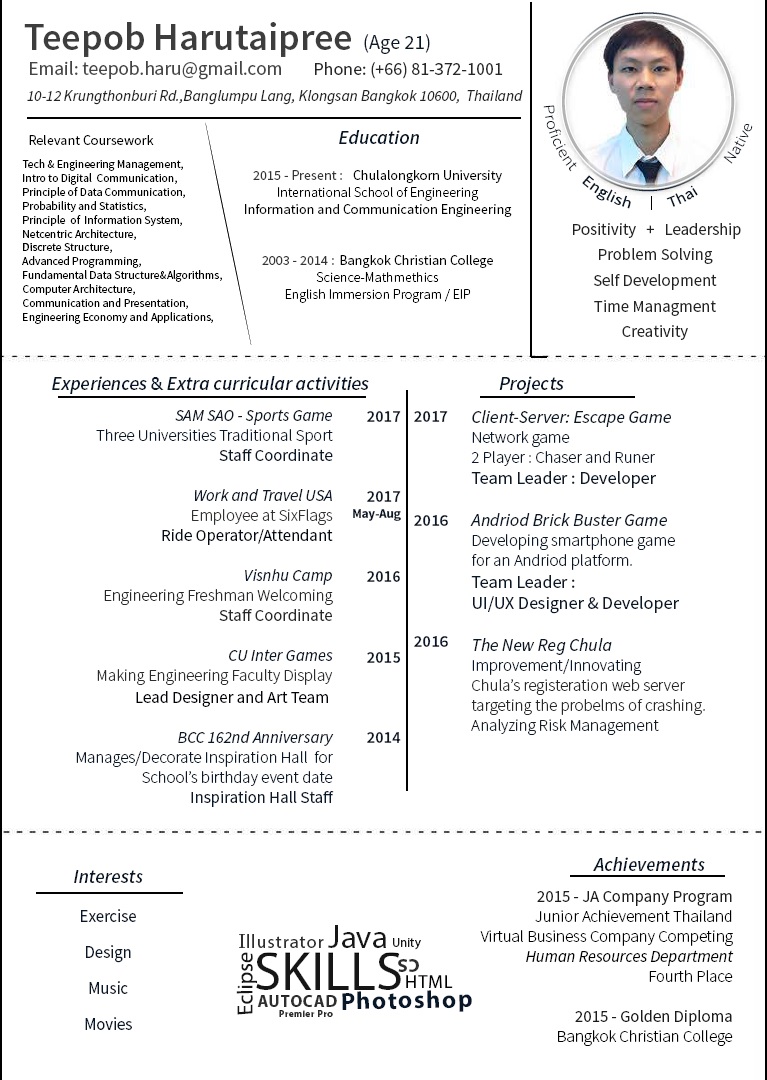 Teepob Harutaipree (Age 21)
Email: teepob.haru@gmail.com Phone: (+66) 81-372-1001
10-12 Krungthonburi Rd.,Banglumpu Lang, Klongsan Bangkok 10600, Thailand
Relevant Coursework
Tech & Engineering Management,
Intro to Digital Communication,
Principle of Data Communication,
Probability and Statistics,
Principle of Information System,
Netcentric Architecture,
Discrete Structure,
Advanced Programming,
Fundamental Data Structure&Algorithms,
Computer Architecture,
Communication and Presentation,
Engineering Economy and Applications,
Education
2015 - Present : Chulalongkorn University
International School of Engineering
Information and Communication Engineering
2003 - 2014 : Bangkok Christian College
Science-Mathmethics
English Immersion Program / EIP
Proficient English | Thai Native
Positivity + Leadership
Problem Solving
Self Development
Time Managment
Creativity
Experiences & Extra curricular activities
SAM SAO - Sports Game 2017
Three Universities Traditional Sport
Staff Coordinate
Work and Travel USA 2017
Employee at SixFlags May-Aug
Ride Operator/Attendant
Visnhu Camp 2016
Engineering Freshman Welcoming
Staff Coordinate
CU Inter Games 2015
Making Engineering Faculty Display
Lead Designer and Art Team
BCC 162nd Anniversary 2014
Manages/Decorate Inspiration Hall for
School's birthday event date
Inspiration Hall Staff
Projects
2017 Client-Server: Escape Game
Network game
2 Player : Chaser and Runer
Team Leader : Developer
2016 Andriod Brick Buster Game
Developing smartphone game
for an Andriod platform.
Team Leader :
UI/UX Designer & Developer
2016 The New Reg Chula
Improvement/Innovating
Chula's registeration web server
targeting the probelms of crashing.
Analyzing Risk Management
Interests
Exercise
Design
Music
Movies
Illustrator Java Unity
Eclipse
SKILLS
HTML
AUTOCAD Photoshop
Premier Pro
Achievements
2015 - JA Company Program
Junior Achievement Thailand
Virtual Business Company Competing
Human Resources Department
Fourth Place
2015 - Golden Diploma
Bangkok Christian College